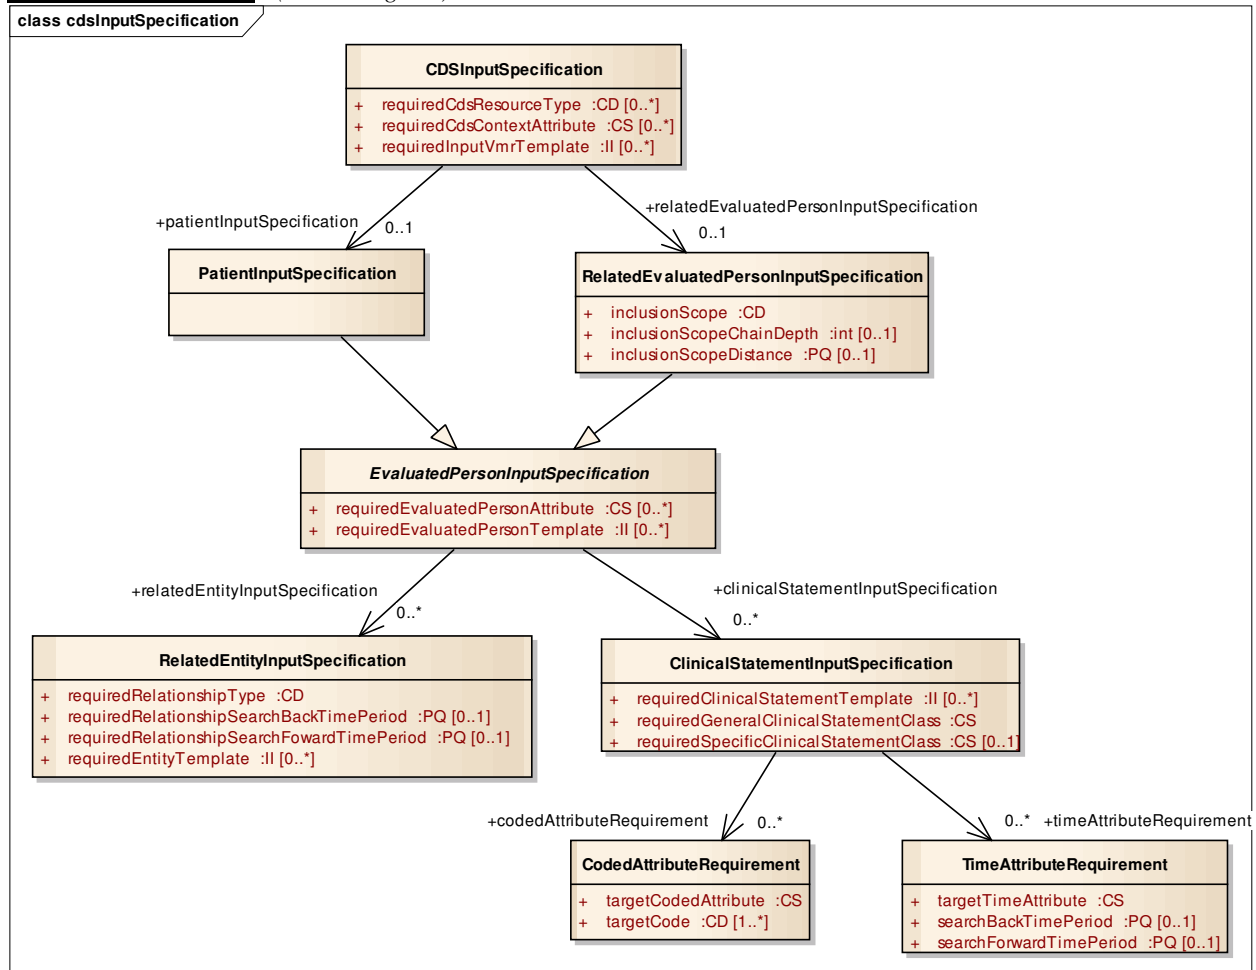 class cdsInputSpecification
CDSInputSpecification
+ requiredCdsResourceType :CD [0..*]
+ requiredCdsContextAttribute :CS [0..*]
+ requiredInputVmrTemplate :II [0..*]
+patientInputSpecification
0..1
+relatedEvaluatedPersonInputSpecification
0..1
PatientInputSpecification
RelatedEvaluatedPersonInputSpecification
+ inclusionScope :CD
+ inclusionScopeChainDepth :int [0..1]
+ inclusionScopeDistance :PQ [0..1]
EvaluatedPersonInputSpecification
+ requiredEvaluatedPersonAttribute :CS [0..*]
+ requiredEvaluatedPersonTemplate :II [0..*]
+relatedEntityInputSpecification
0..*
+clinicalStatementInputSpecification
0..*
RelatedEntityInputSpecification
+ requiredRelationshipType :CD
+ requiredRelationshipSearchBackTimePeriod :PQ [0..1]
+ requiredRelationshipSearchFowardTimePeriod :PQ [0..1]
+ requiredEntityTemplate :II [0..*]
ClinicalStatementInputSpecification
+ requiredClinicalStatementTemplate :II [0..*]
+ requiredGeneralClinicalStatementClass :CS
+ requiredSpecificClinicalStatementClass :CS [0..1]
+codedAttributeRequirement
0..*
0..* +timeAttributeRequirement
CodedAttributeRequirement
+ targetCodedAttribute :CS
+ targetCode :CD [1..*]
TimeAttributeRequirement
+ targetTimeAttribute :CS
+ searchBackTimePeriod :PQ [0..1]
+ searchForwardTimePeriod :PQ [0..1]